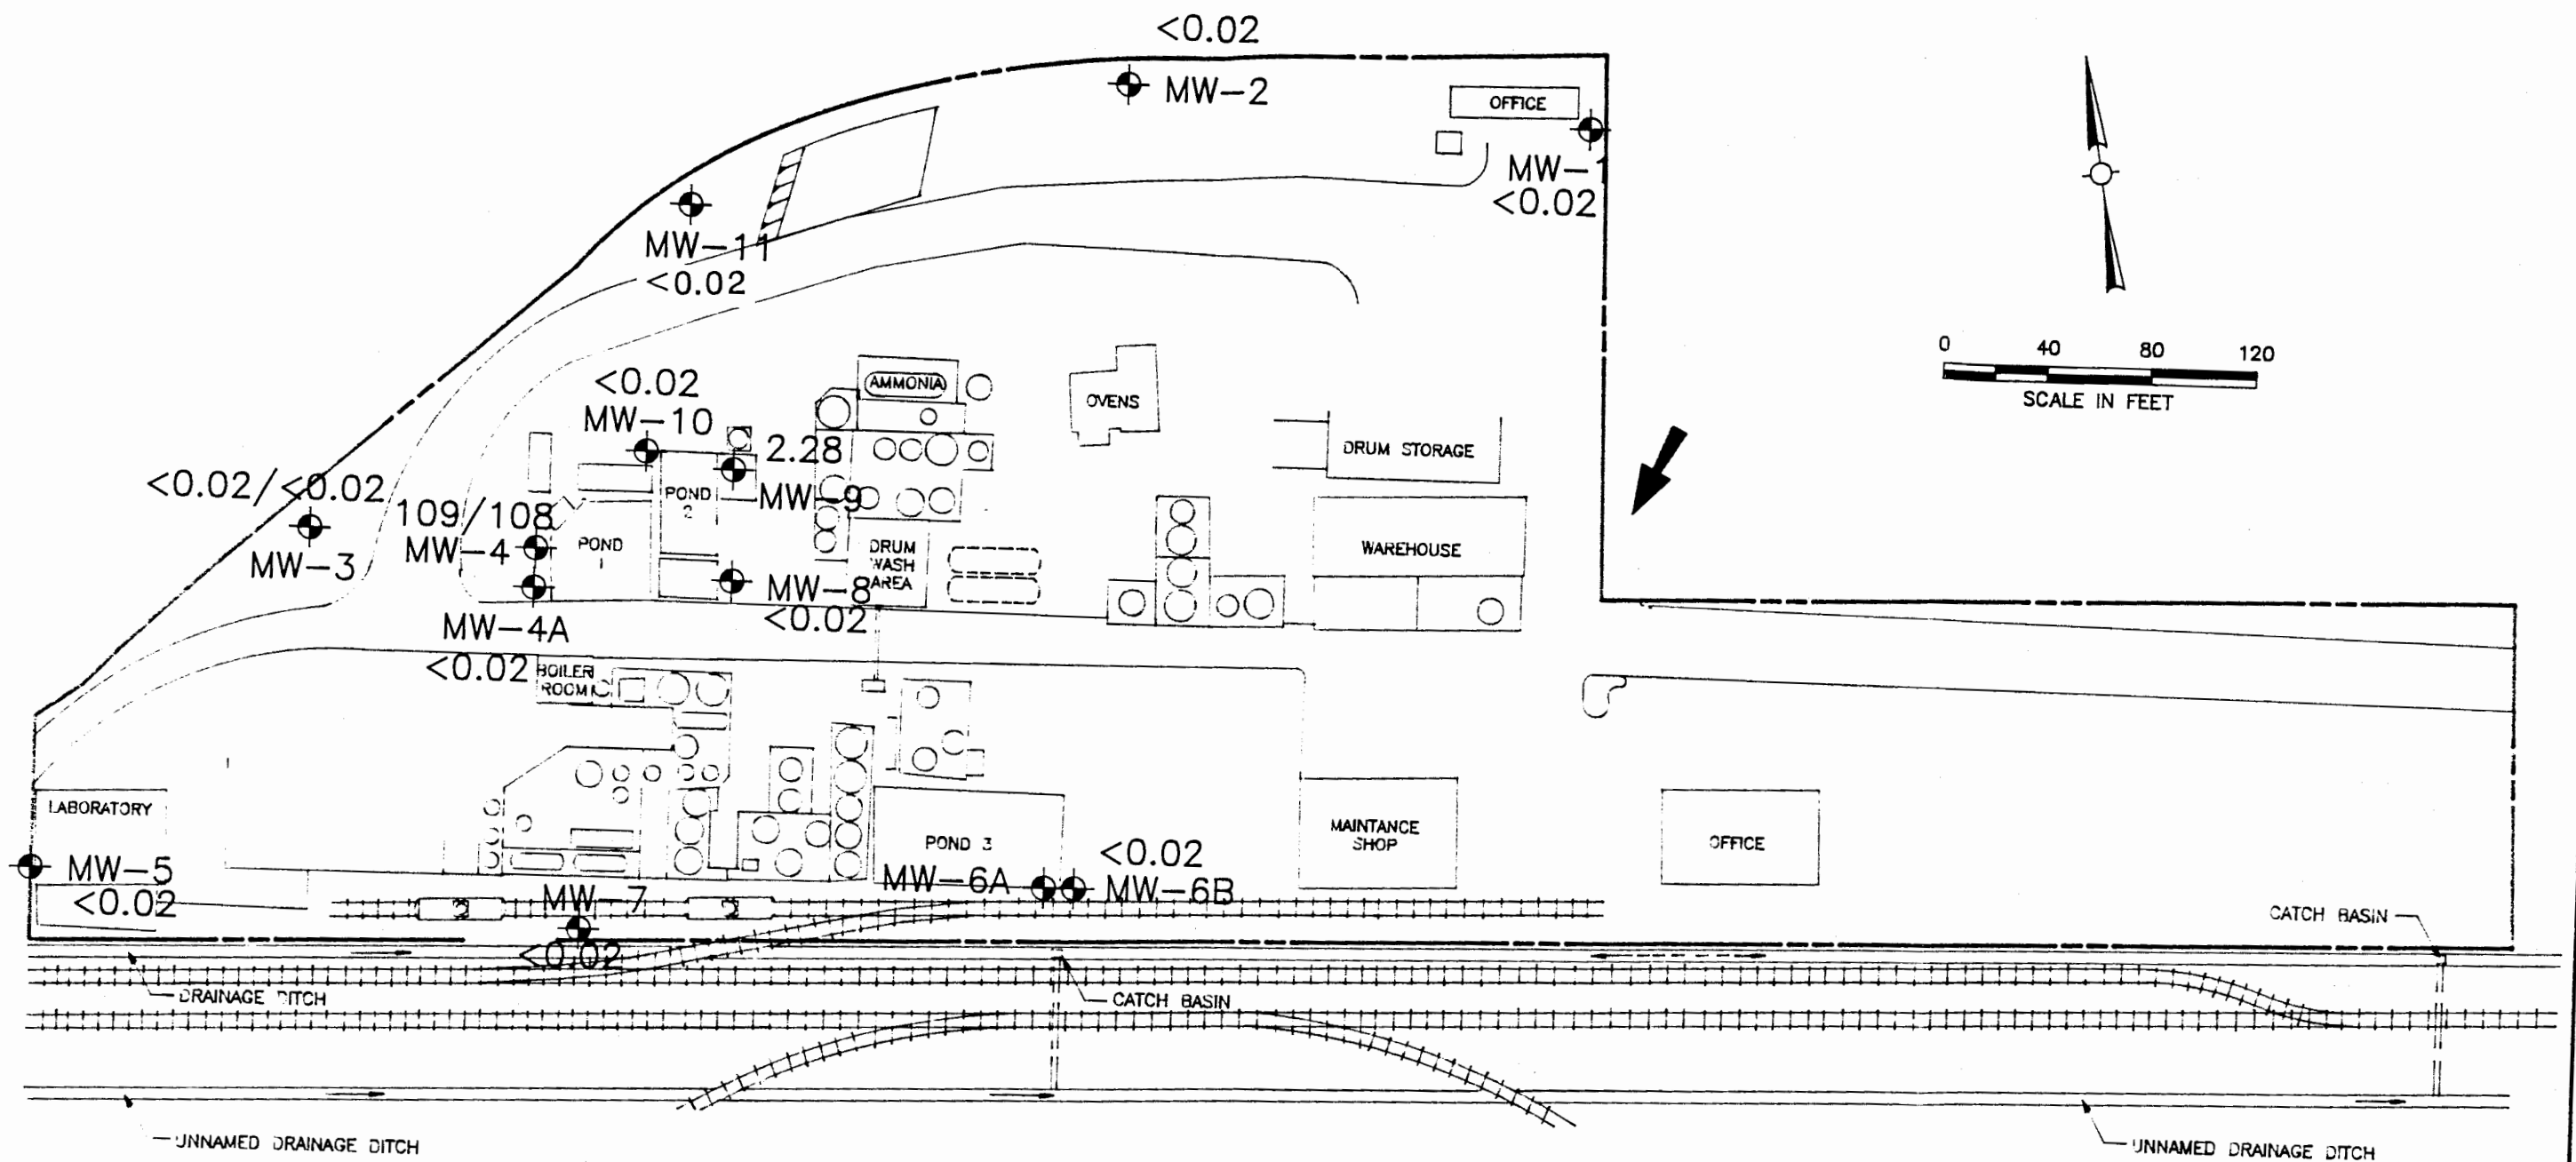 <0.02
MW-2
OFFICE
MW-1
<0.02
MW-11
<0.02
0 40 80 120
SCALE IN FEET
AMMONIA
OVENS
<0.02
MW-10
2.28
MW-9
DRUM STORAGE
<0.02/<0.02
MW-3
109/108
MW-4
POND
1
POND
2
DRUM
WASH
AREA
WAREHOUSE
MW-8
<0.02
MW-4A
<0.02
BOILER
ROOM
LABORATORY
MW-5
<0.02
MW-7
<0.02
POND 3
MW-6A
<0.02
MW-6B
MAINTANCE
SHOP
OFFICE
CATCH BASIN
DRAINAGE DITCH
CATCH BASIN
UNNAMED DRAINAGE DITCH
UNNAMED DRAINAGE DITCH